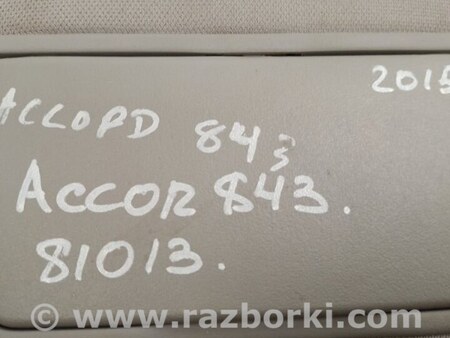 2015
ACCORD 843
Accor 843.
81013.
© www.razborki.com